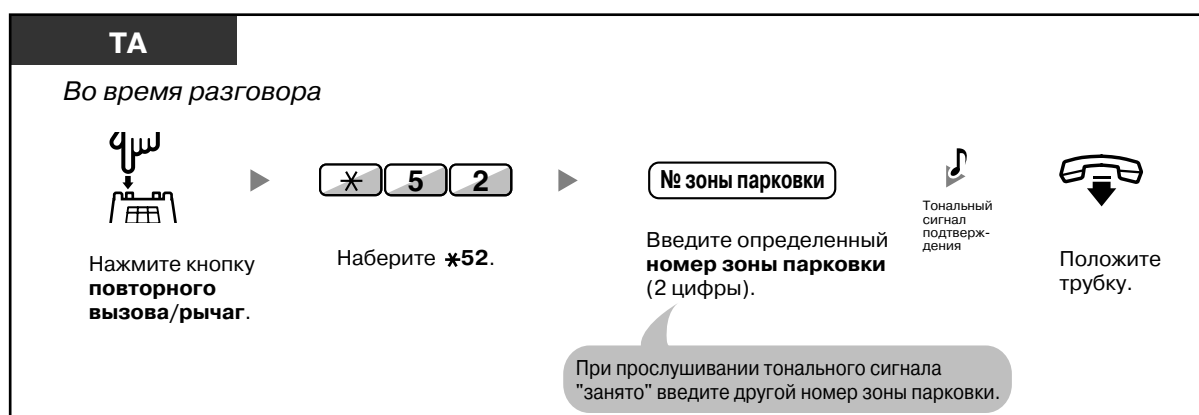 ТА
Во время разговора
✳ 5 2
№ зоны парковки
Тональный
сигнал
подтверж-
дения
Нажмите кнопку
повторного
вызова/рычаг.
Наберите ✳52.
Введите определенный
номер зоны парковки
(2 цифры).
Положите
трубку.
При прослушивании тонального сигнала
"занято" введите другой номер зоны парковки.